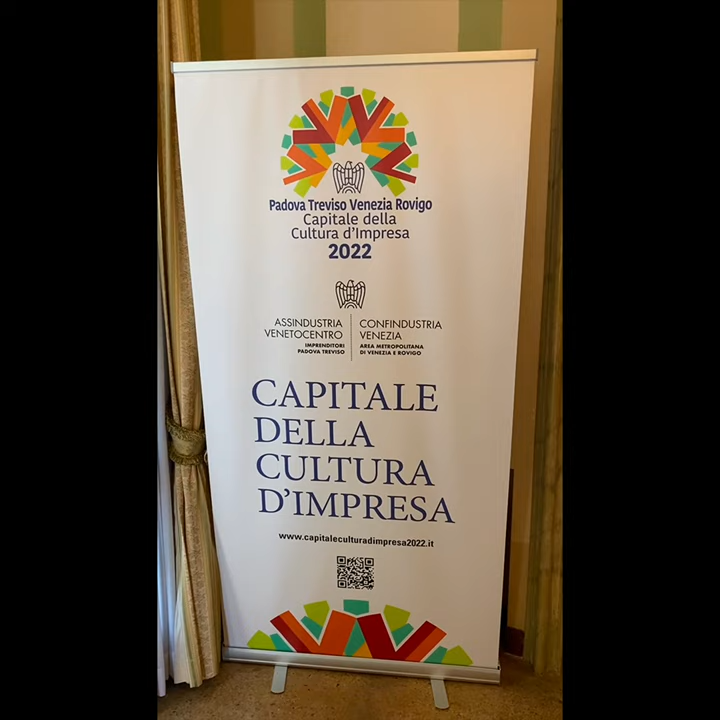 Padova Treviso Venezia Rovigo
Capitale della
Cultura d'Impresa
2022
ASSINDUSTRIA
VENETOCENTRO
IMPRENDITORI
PADOVA TREVISO
CONFINDUSTRIA
VENEZIA
AREA METROPOLITANA
DI VENEZIA E ROVIGO
CAPITALE
DELLA
CULTURA
D'IMPRESA
www.capitaleculturadimpresa2022.it